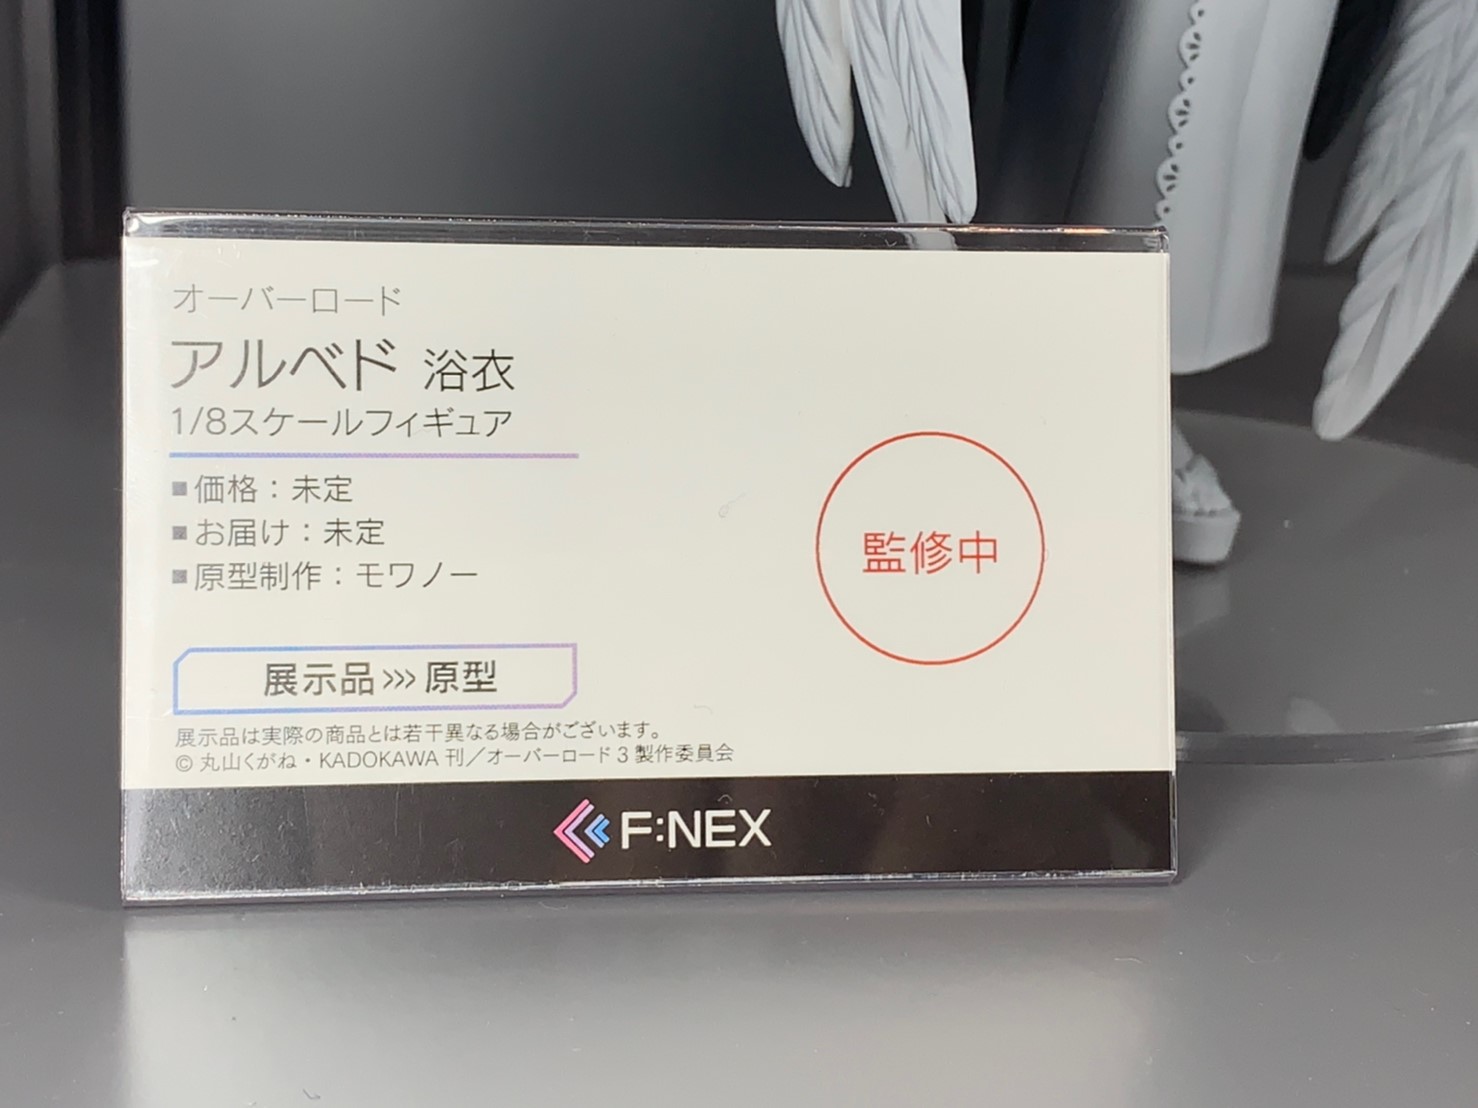 オーバーロード
アルベド 浴衣
1/8スケールフィギュア
■価格：未定
■お届け：未定
■原型制作：モワノー
監修中
展示品>>>原型
展示品は実際の商品とは若干異なる場合がございます。
© 丸山くがね・KADOKAWA 刊／オーバーロード3製作委員会
F:NEX